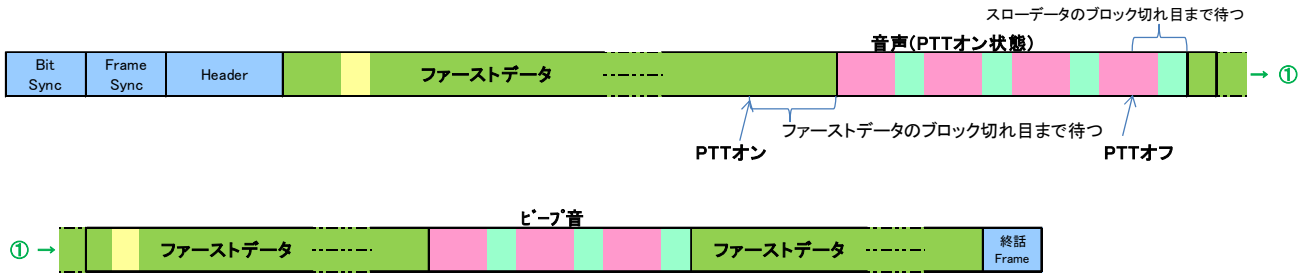 スローデータのブロック切れ目まで待つ
音声(PTTオン状態)
Bit
Sync
Frame
Sync
Header
ファーストデータ
→ ①
ファーストデータのブロック切れ目まで待つ
PTTオン
PTTオフ
ビープ音
① →
ファーストデータ
ファーストデータ
終話
Frame